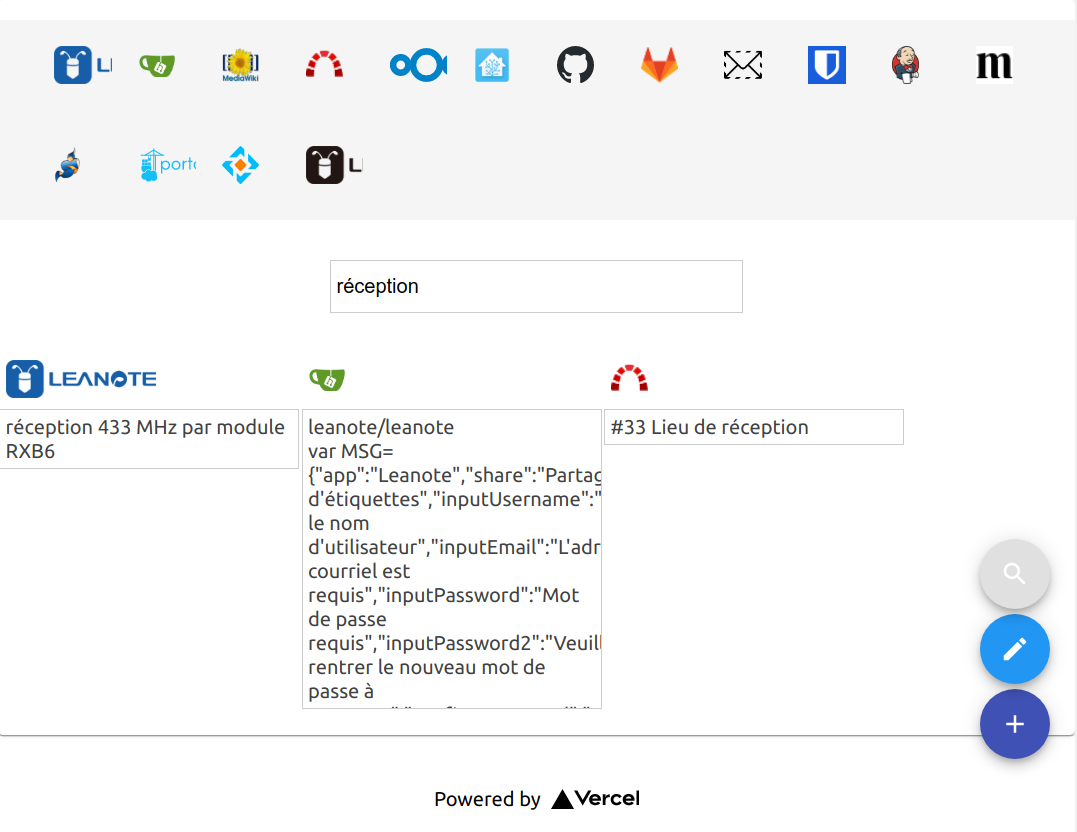 MediaWiki
m
réception
LEANOTE
réception 433 MHz par module
RXB6
leanote/leanote
var MSG=
{"app":"Leanote","share":"Partag
d'étiquettes","inputUsername":"
le nom
d'utilisateur","inputEmail":"L'adr
courriel est
requis","inputPassword":"Mot
de passe
requis","inputPassword2":"Veuill
rentrer le nouveau mot de
passe à
#33 Lieu de réception
Powered by Vercel